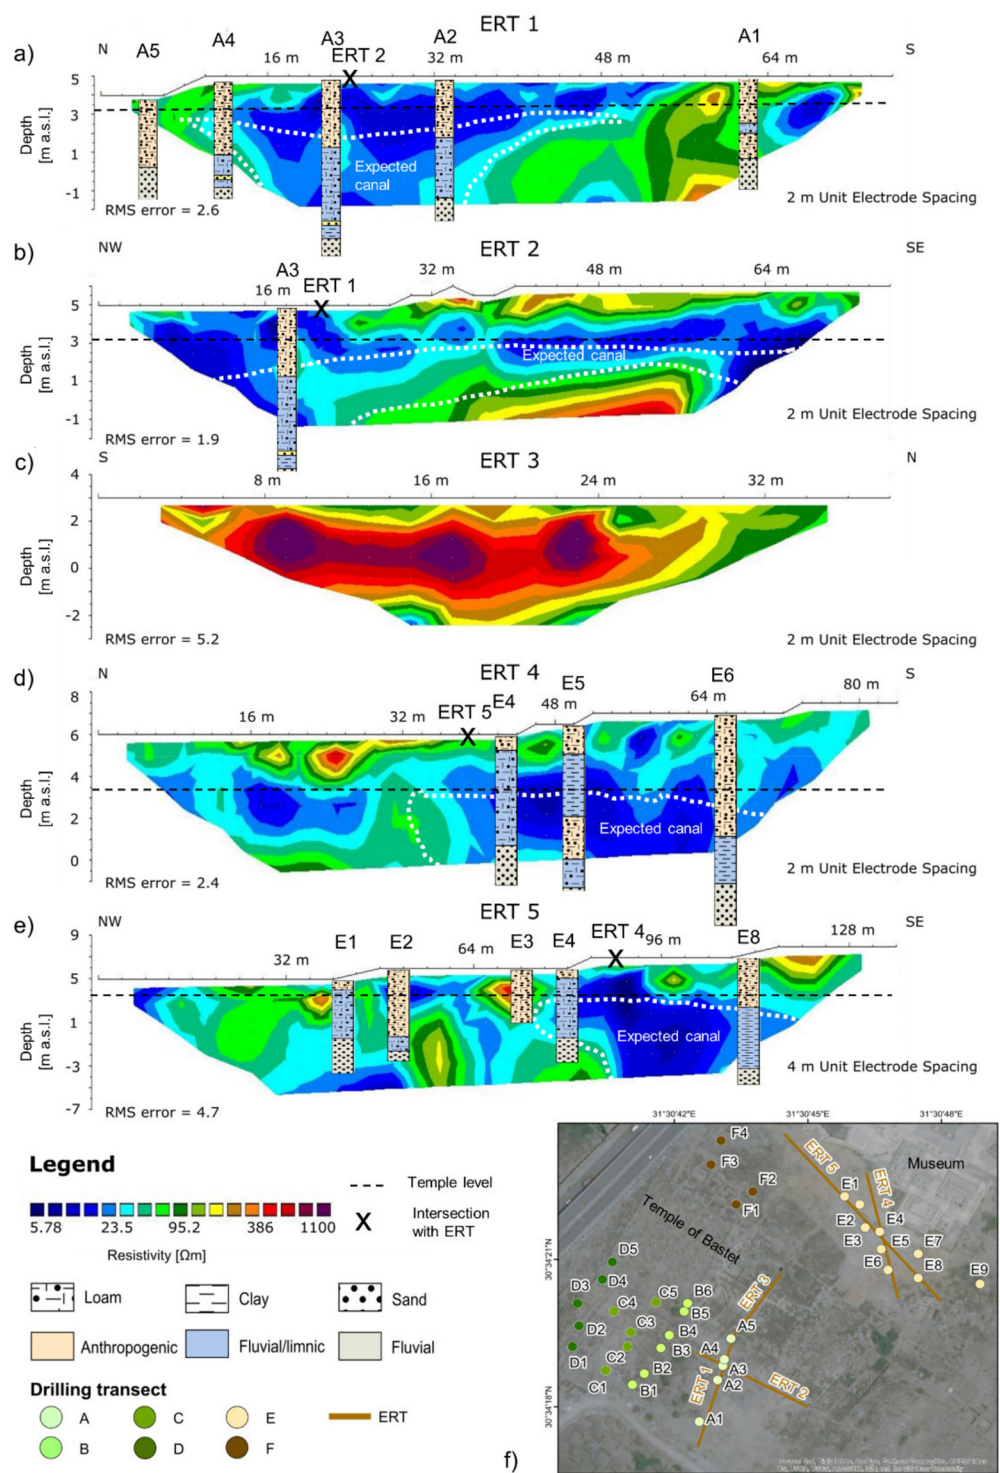 a)
N
A5
A4
A3
ERT 2
A2
ERT 1
A1
S
16 m
32 m
48 m
64 m
5
3
1
-1
Depth
[m a.s.l.]
Expected
canal
RMS error = 2.6
2 m Unit Electrode Spacing
b)
NW
ERT 2
SE
A3
16 m
ERT 1
32 m
48 m
64 m
5
3
1
-1
Depth
[m a.s.l.]
Expected canal
RMS error = 1.9
2 m Unit Electrode Spacing
c)
S
ERT 3
N
8 m
16 m
24 m
32 m
4
2
0
-2
Depth
[m a.s.l.]
RMS error = 5.2
2 m Unit Electrode Spacing
d)
N
ERT 4
S
16 m
32 m
ERT 5
E4
48 m
E5
E6
64 m
80 m
8
6
4
2
0
Depth
[m a.s.l.]
Expected canal
RMS error = 2.4
2 m Unit Electrode Spacing
e)
NW
ERT 5
SE
32 m
E1
E2
64 m
E3
E4
ERT 4
96 m
E8
128 m
9
5
1
-3
-7
Depth
[m a.s.l.]
Expected canal
RMS error = 4.7
4 m Unit Electrode Spacing
Legend
5.78
23.5
95.2
386
1100
Resistivity [Ωm]
Temple level
X
Intersection
with ERT
Loam
Clay
Sand
Anthropogenic
Fluvial/limnic
Fluvial
Drilling transect
A
C
E
ERT
B
D
F
f)
31°30'42"E
31°30'45"E
31°30'48"E
30°34'21"N
30°34'18"N
F4
F3
F2
F1
ERT 5
ERT 4
Museum
Temple of Bastet
E1
E2
E4
E3
E5
E7
E6
E8
E9
D5
D4
D3
D2
D1
C5
C4
C3
C2
C1
B6
B5
B4
B3
B2
B1
ERT 3
A5
A4
A3
A2
A1
ERT 1
ERT 2